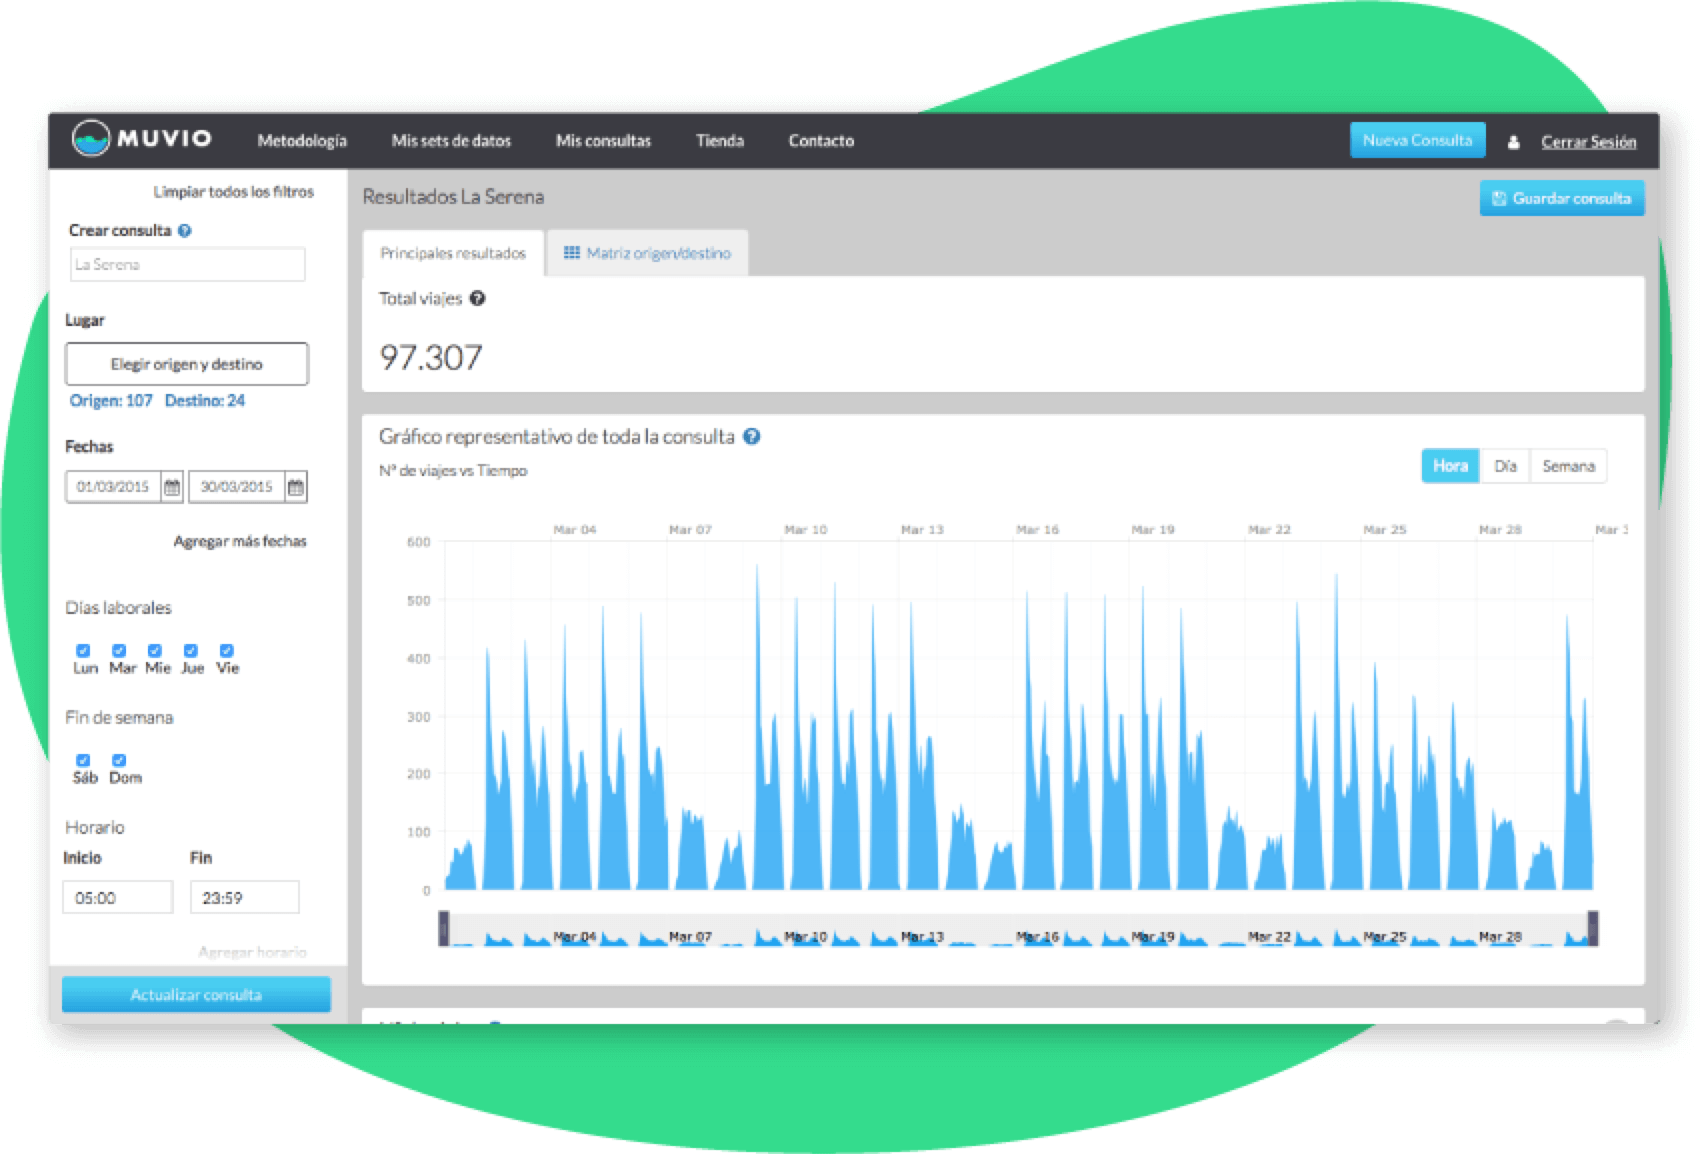 MUVIO
Metodología
Mis sets de datos
Mis consultas
Tienda
Contacto
Nueva Consulta
Cerrar Sesión
Limpiar todos los filtros
Crear consulta
La Serena
Lugar
Elegir origen y destino
Origen: 107 Destino: 24
Fechas
01/03/2015 30/03/2015
Agregar más fechas
Días laborales
Lun Mar Mie Jue Vie
Fin de semana
Sáb Dom
Horario
Inicio Fin
05:00 23:59
Agregar horario
Actualizar consulta
Resultados La Serena
Guardar consulta
Principales resultados
Matriz origen/destino
Total viajes
97.307
Gráfico representativo de toda la consulta
Nº de viajes vs Tiempo
Hora Día Semana
Mar 04 Mar 07 Mar 10 Mar 13 Mar 16 Mar 19 Mar 22 Mar 25 Mar 28 Mar
600
500
400
300
200
100
0
Mar 04 Mar 07 Mar 10 Mar 13 Mar 16 Mar 19 Mar 22 Mar 25 Mar 28